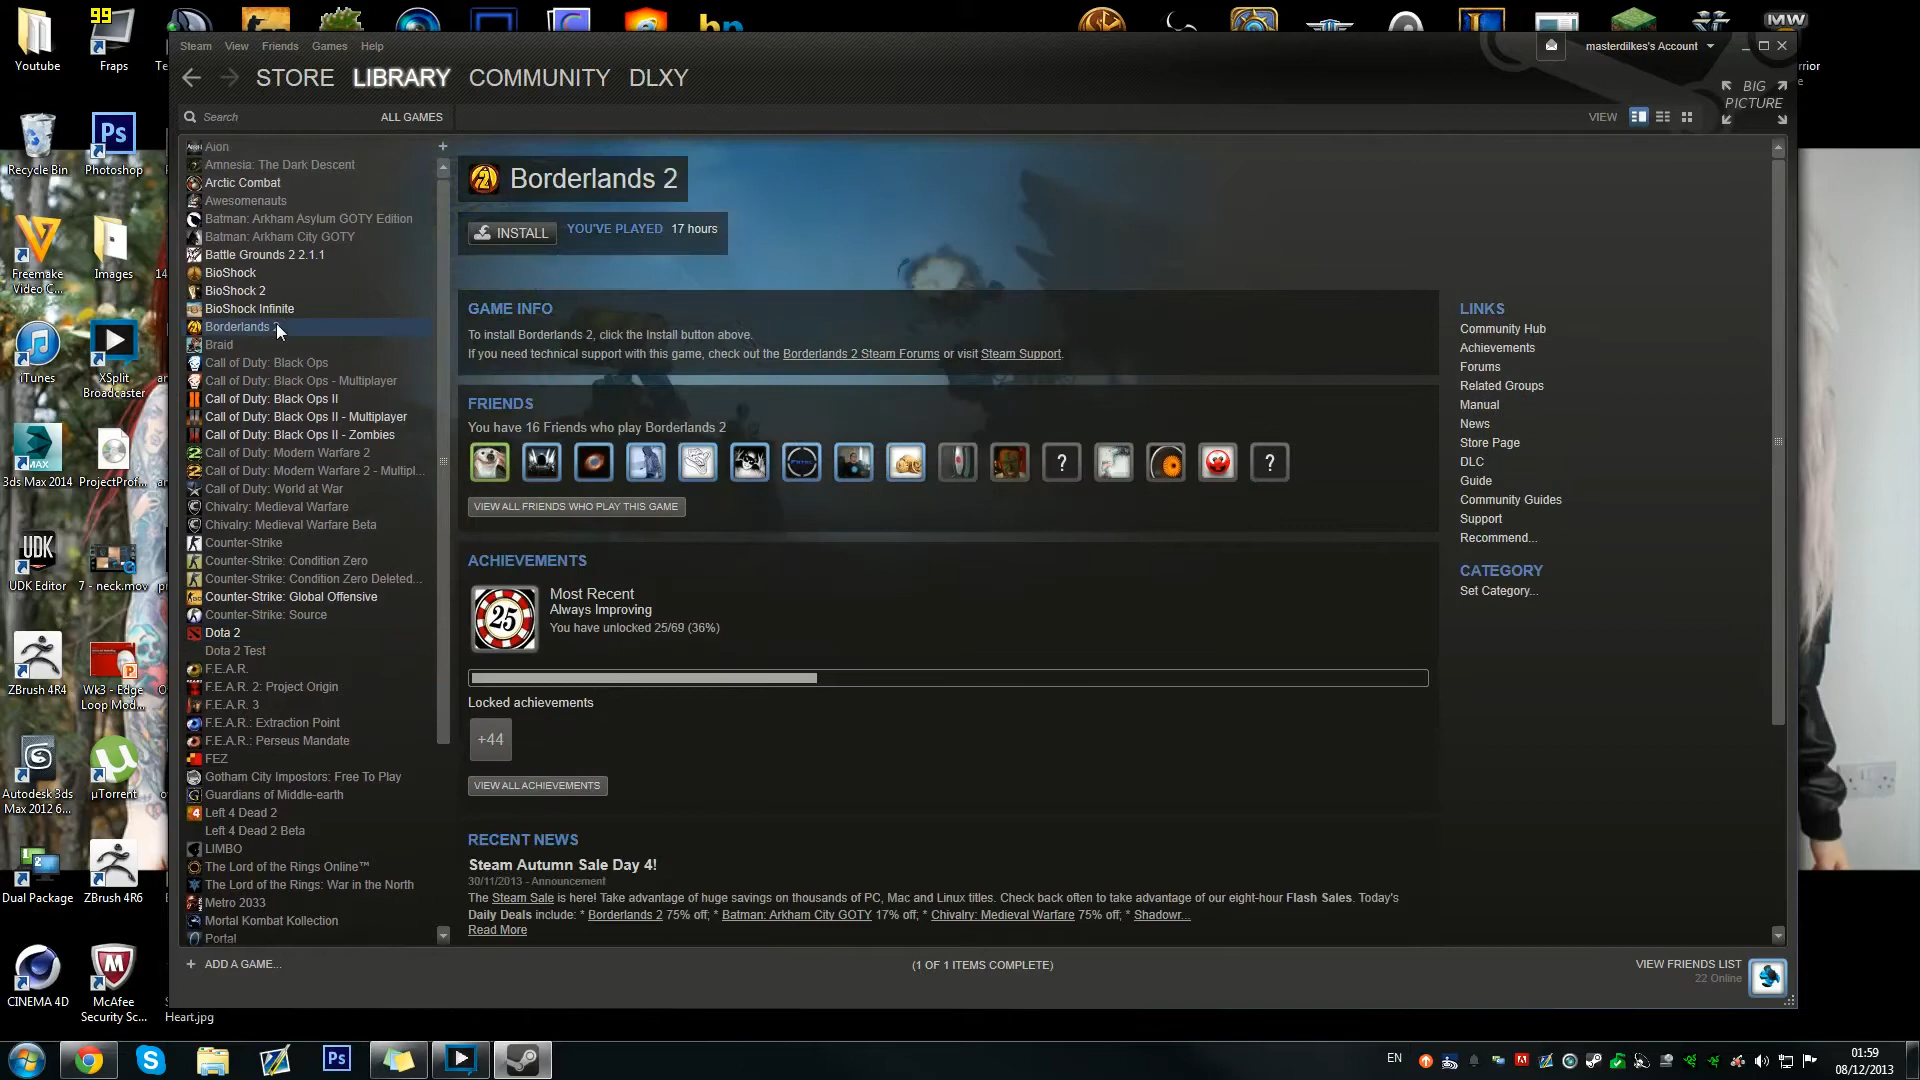 99
Youtube
Fraps
Te
hp
MW
rrior
e
Steam View Friends Games Help
masterdilkes's Account
STORE LIBRARY COMMUNITY DLXY
BIG
PICTURE
Search
ALL GAMES
VIEW
Recycle Bin
Ps
Photoshop
Freemake
Video C...
Images
14
iTunes
XSplit
Broadcaster
MAX
3ds Max 2014
ProjectProf...
UDK
UDK Editor
7 - neck.mov
ZBrush 4R4
Wk3 - Edge
Loop Mod...
Autodesk 3ds
Max 2012 6...
µTorrent
Dual Package
ZBrush 4R6
CINEMA 4D
McAfee
Security Sc...
Heart.jpg
Aion
Amnesia: The Dark Descent
Arctic Combat
Awesomenauts
Batman: Arkham Asylum GOTY Edition
Batman: Arkham City GOTY
Battle Grounds 2 2.1.1
BioShock
BioShock 2
BioShock Infinite
Borderlands 2
Braid
Call of Duty: Black Ops
Call of Duty: Black Ops - Multiplayer
Call of Duty: Black Ops II
Call of Duty: Black Ops II - Multiplayer
Call of Duty: Black Ops II - Zombies
Call of Duty: Modern Warfare 2
Call of Duty: Modern Warfare 2 - Multipl...
Call of Duty: World at War
Chivalry: Medieval Warfare
Chivalry: Medieval Warfare Beta
Counter-Strike
Counter-Strike: Condition Zero
Counter-Strike: Condition Zero Deleted...
Counter-Strike: Global Offensive
Counter-Strike: Source
Dota 2
Dota 2 Test
F.E.A.R.
F.E.A.R. 2: Project Origin
F.E.A.R. 3
F.E.A.R.: Extraction Point
F.E.A.R.: Perseus Mandate
FEZ
Gotham City Impostors: Free To Play
Guardians of Middle-earth
Left 4 Dead 2
Left 4 Dead 2 Beta
LIMBO
The Lord of the Rings Online™
The Lord of the Rings: War in the North
Metro 2033
Mortal Kombat Kollection
Portal
+ ADD A GAME...
Borderlands 2
INSTALL
YOU'VE PLAYED 17 hours
GAME INFO
To install Borderlands 2, click the Install button above.
If you need technical support with this game, check out the Borderlands 2 Steam Forums or visit Steam Support.
FRIENDS
You have 16 Friends who play Borderlands 2
? ?
VIEW ALL FRIENDS WHO PLAY THIS GAME
ACHIEVEMENTS
25
Most Recent
Always Improving
You have unlocked 25/69 (36%)
Locked achievements
+44
VIEW ALL ACHIEVEMENTS
RECENT NEWS
Steam Autumn Sale Day 4!
30/11/2013 - Announcement
The Steam Sale is here! Take advantage of huge savings on thousands of PC, Mac and Linux titles. Check back often to take advantage of our eight-hour Flash Sales. Today's
Daily Deals include: * Borderlands 2 75% off; * Batman: Arkham City GOTY 17% off; * Chivalry: Medieval Warfare 75% off; * Shadowr...
Read More
LINKS
Community Hub
Achievements
Forums
Related Groups
Manual
News
Store Page
DLC
Guide
Community Guides
Support
Recommend...
CATEGORY
Set Category...
(1 OF 1 ITEMS COMPLETE)
VIEW FRIENDS LIST
22 Online
Ps
EN
01:59
08/12/2013